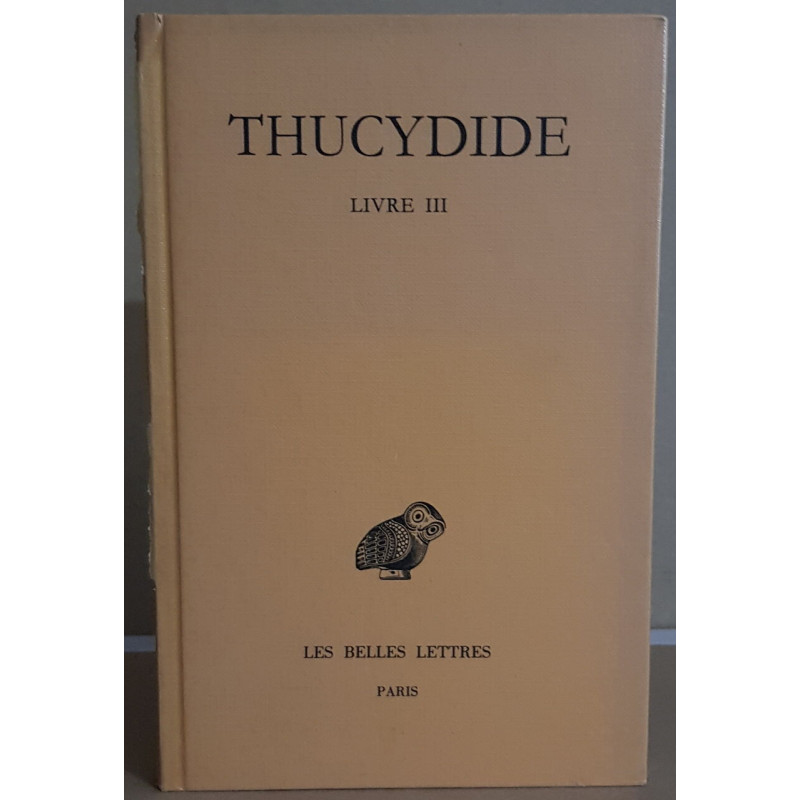 THUCYDIDE
LIVRE III
LES BELLES LETTRES
PARIS